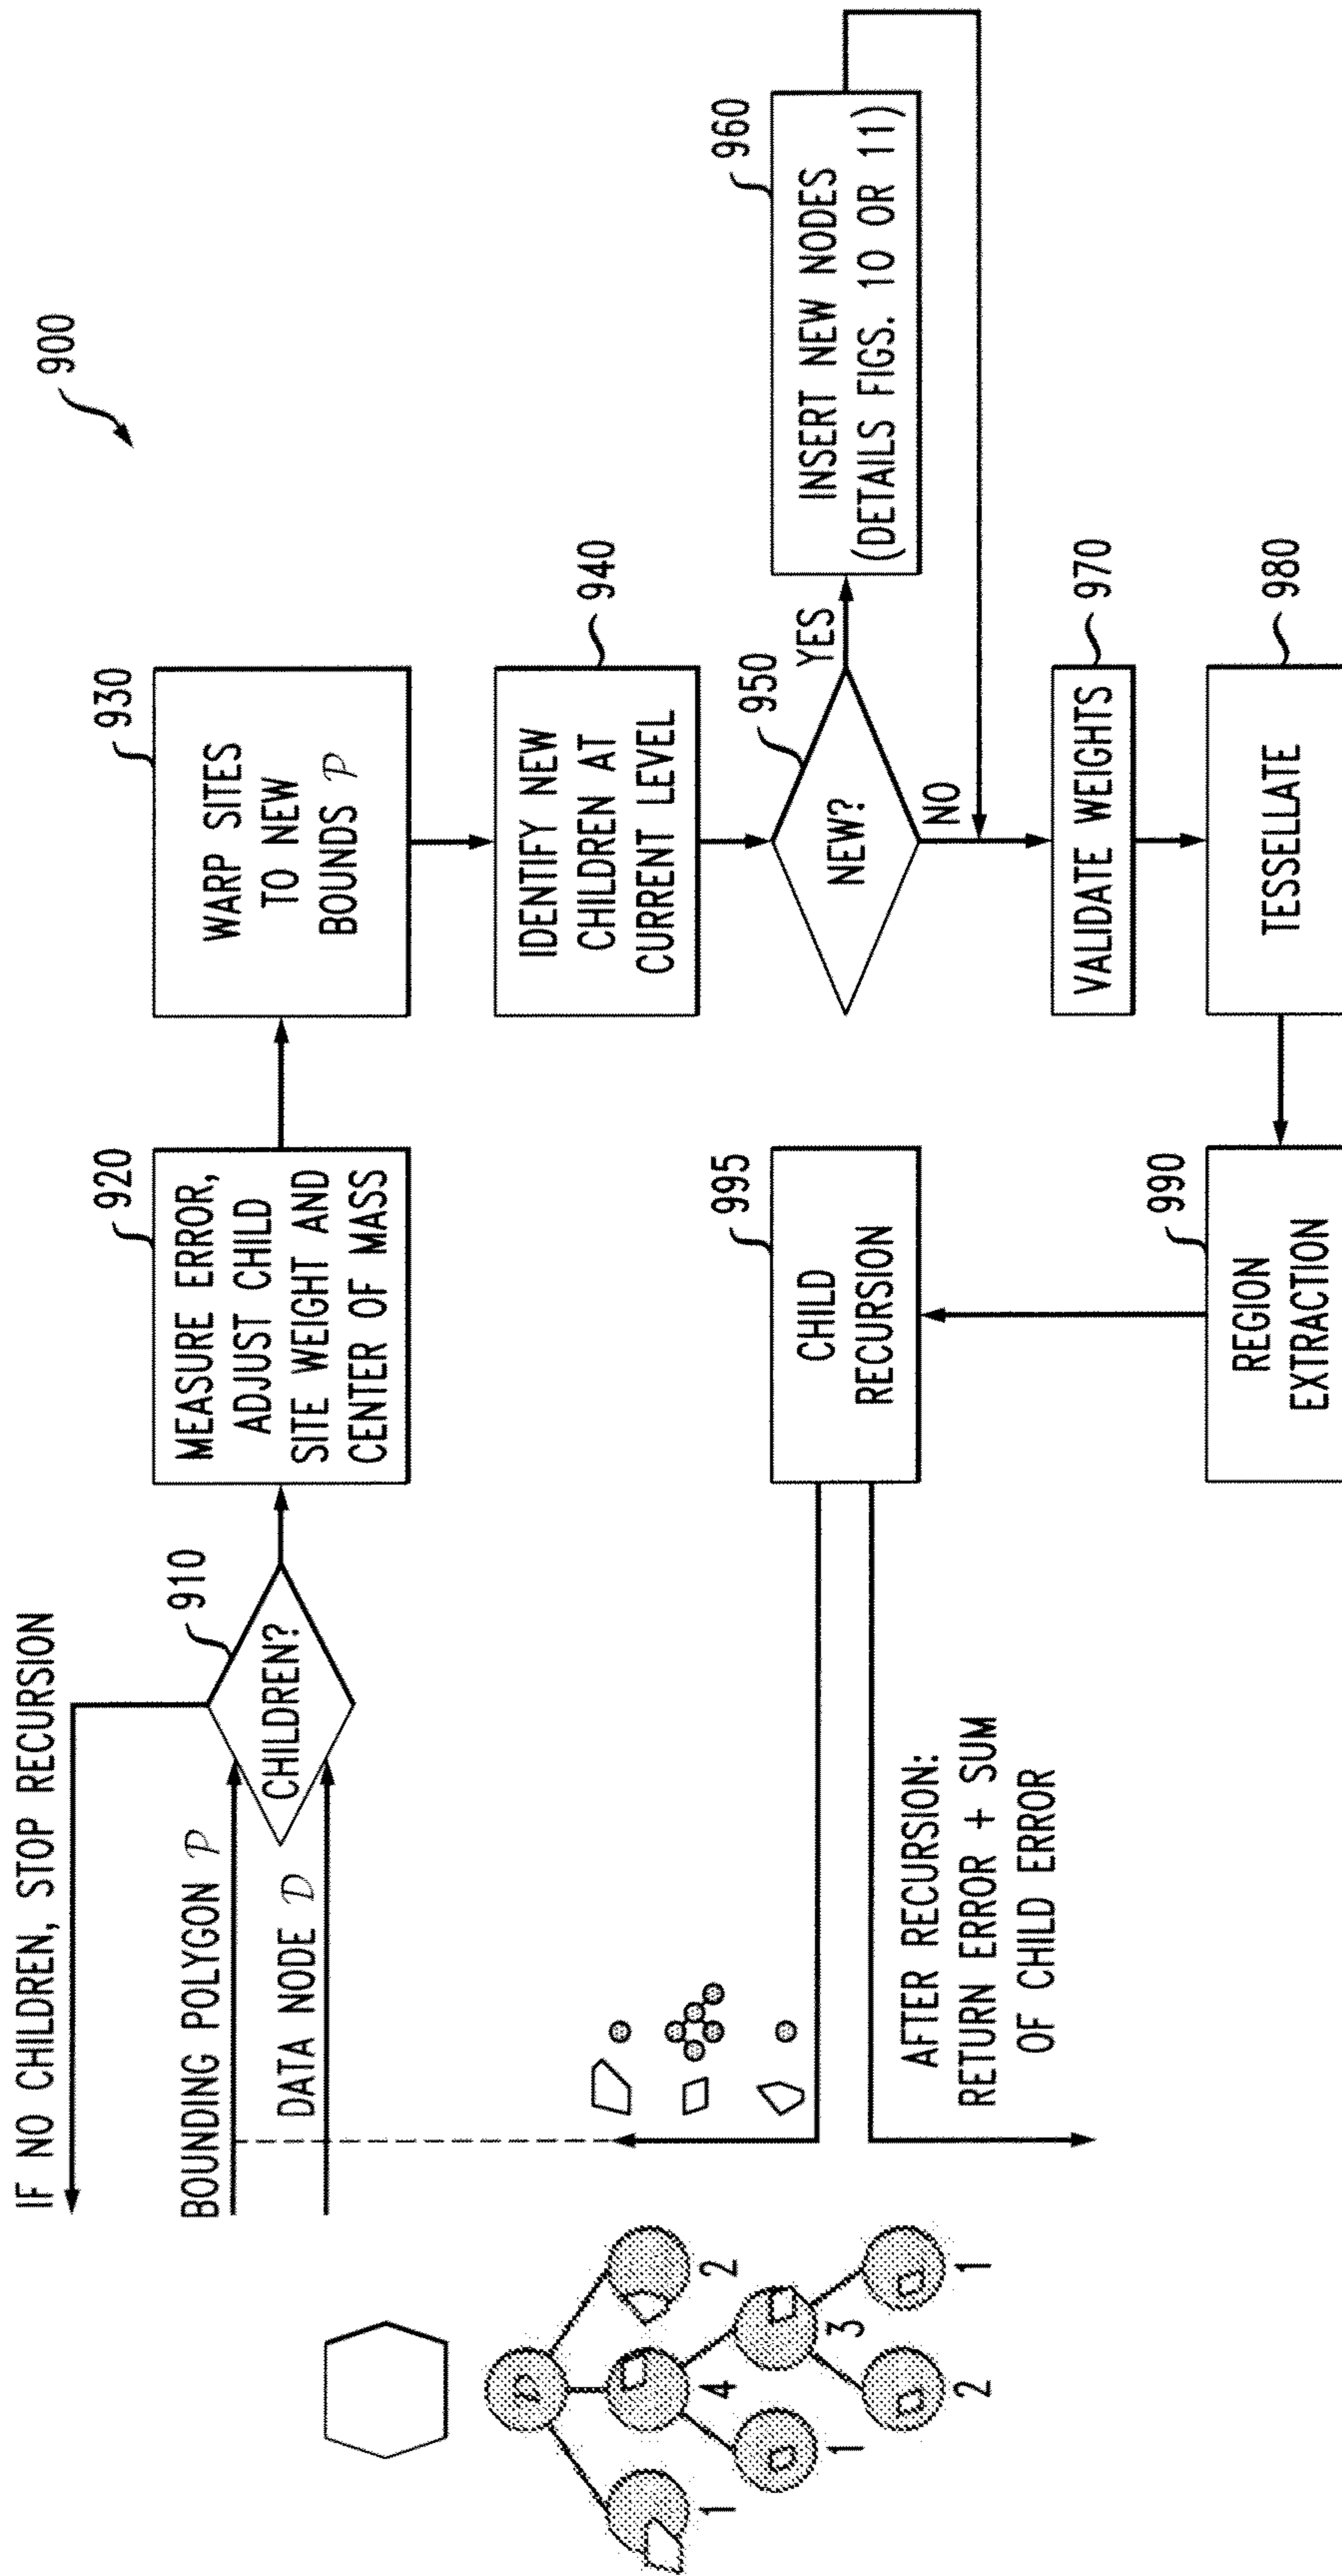 900
IF NO CHILDREN, STOP RECURSION
BOUNDING POLYGON P
DATA NODE D
910
CHILDREN?
920
MEASURE ERROR,
ADJUST CHILD
SITE WEIGHT AND
CENTER OF MASS
930
WARP SITES
TO NEW
BOUNDS P
940
IDENTIFY NEW
CHILDREN AT
CURRENT LEVEL
950
NEW?
YES
NO
960
INSERT NEW NODES
(DETAILS FIGS. 10 OR 11)
970
VALIDATE WEIGHTS
980
TESSELLATE
990
REGION
EXTRACTION
995
CHILD
RECURSION
AFTER RECURSION:
RETURN ERROR + SUM
OF CHILD ERROR
D
1
4
2
1
3
2
1